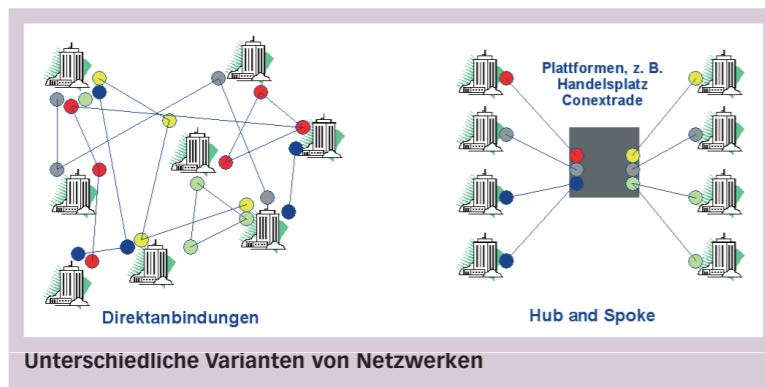 Plattformen, z. B.
Handelsplatz
Conextrade
Direktanbindungen
Hub and Spoke
Unterschiedliche Varianten von Netzwerken